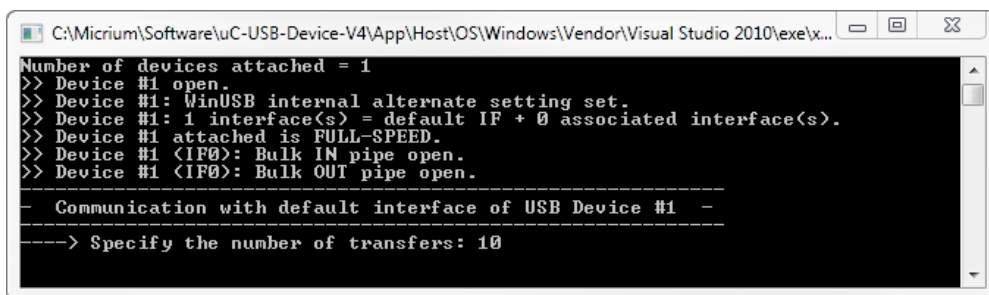 C:\Micrium\Software\uC-USB-Device-V4\App\Host\OS\Windows\Vendor\Visual Studio 2010\exe\x...
Number of devices attached = 1
>> Device #1 open.
>> Device #1: WinUSB internal alternate setting set.
>> Device #1: 1 interface(s) = default IF + 0 associated interface(s).
>> Device #1 attached is FULL-SPEED.
>> Device #1 (IF0): Bulk IN pipe open.
>> Device #1 (IF0): Bulk OUT pipe open.
-------------------------------------------------------------
-  Communication with default interface of USB Device #1  -
-------------------------------------------------------------
----> Specify the number of transfers: 10